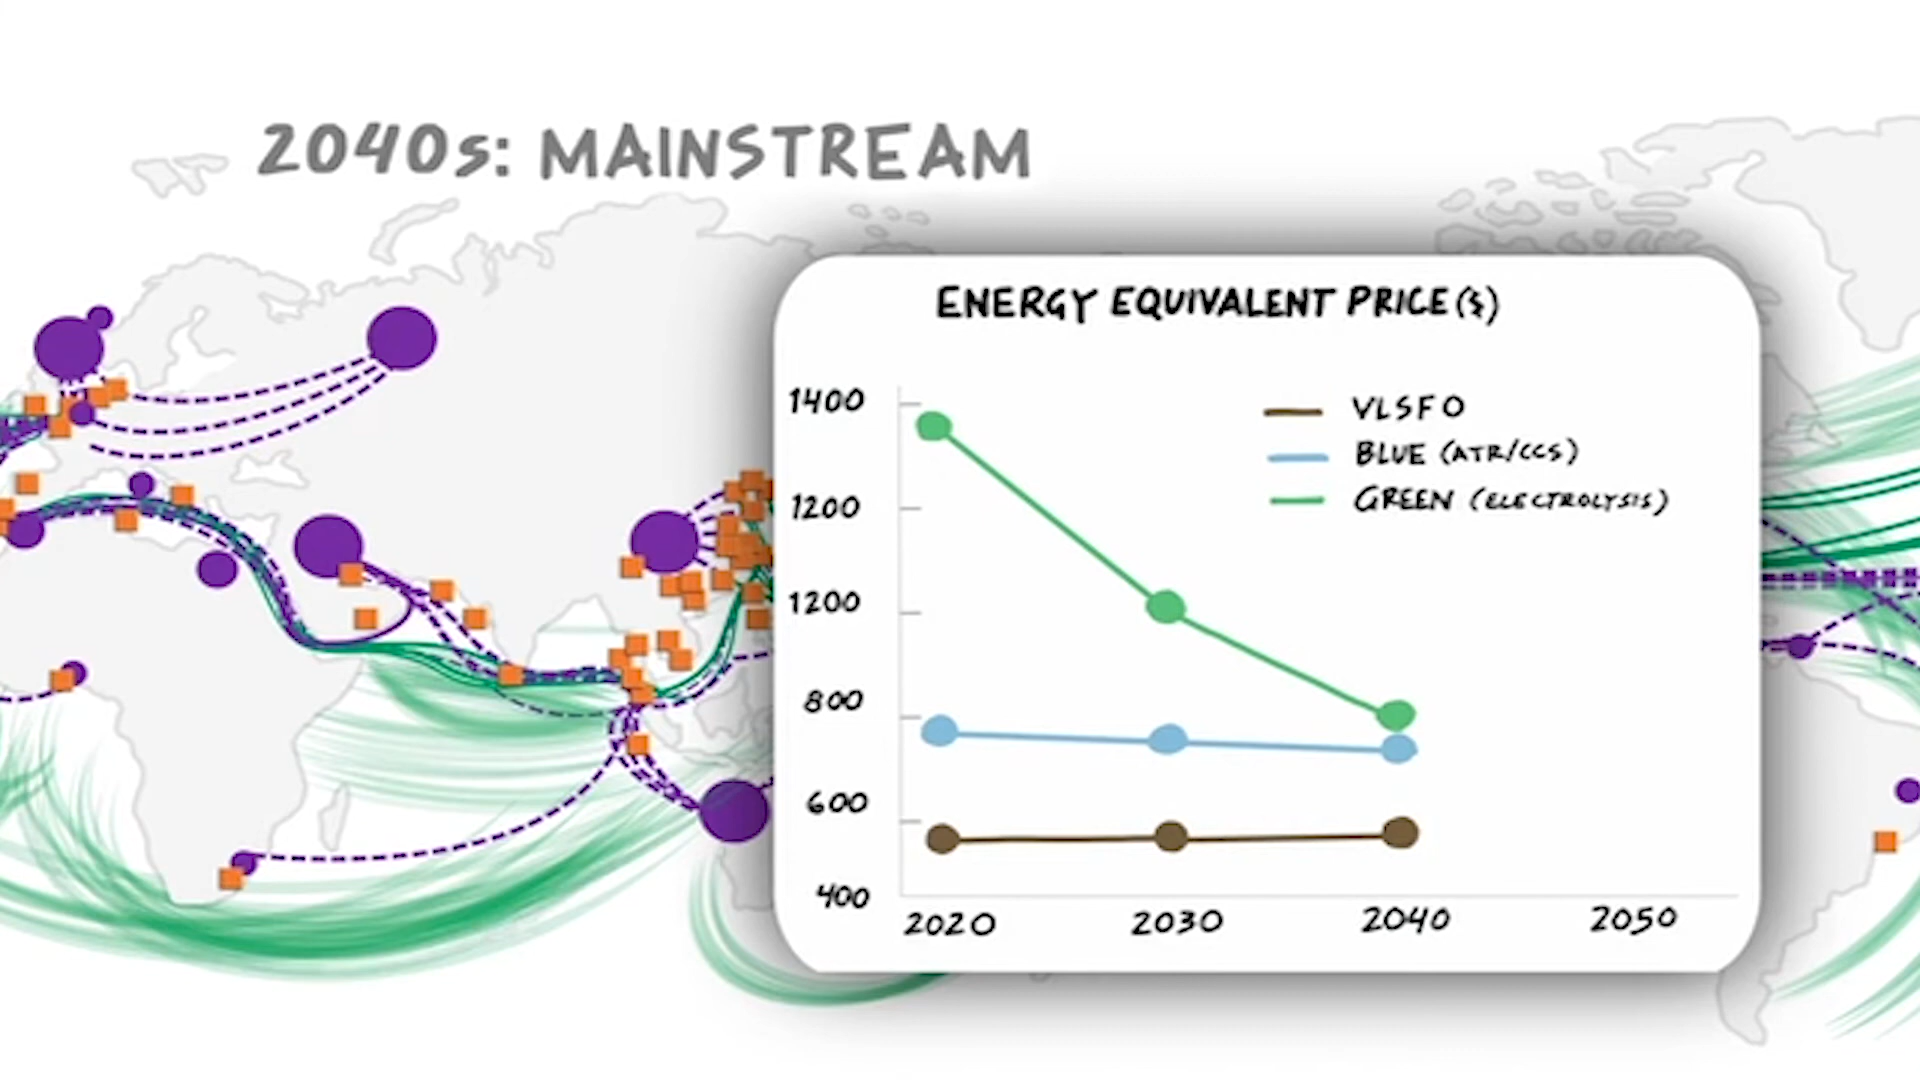 2040s: MAINSTREAM
ENERGY EQUIVALENT PRICE ($)
1400
1200
1200
800
600
400
VLSFO
BLUE (ATR/CCS)
GREEN (ELECTROLYSIS)
2020 2030 2040 2050